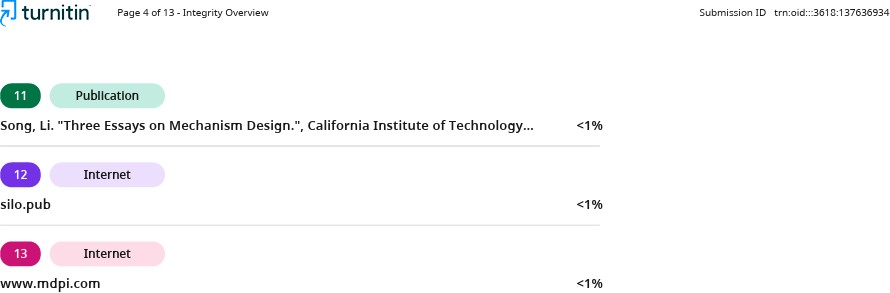 turnitin Page 4 of 13 - Integrity Overview Submission ID trn:oid:::3618:137636934
11 Publication
Song, Li. "Three Essays on Mechanism Design.", California Institute of Technology... <1%
12 Internet
silo.pub <1%
13 Internet
www.mdpi.com <1%